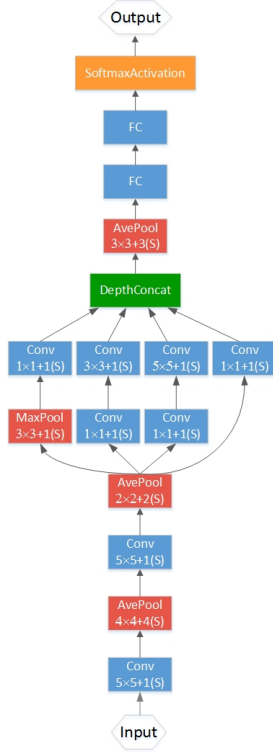 Output
SoftmaxActivation
FC
FC
AvePool
3×3+3(S)
DepthConcat
Conv
1×1+1(S)
Conv
3×3+1(S)
Conv
5×5+1(S)
Conv
1×1+1(S)
MaxPool
3×3+1(S)
Conv
1×1+1(S)
Conv
1×1+1(S)
AvePool
2×2+2(S)
Conv
5×5+1(S)
AvePool
4×4+4(S)
Conv
5×5+1(S)
Input